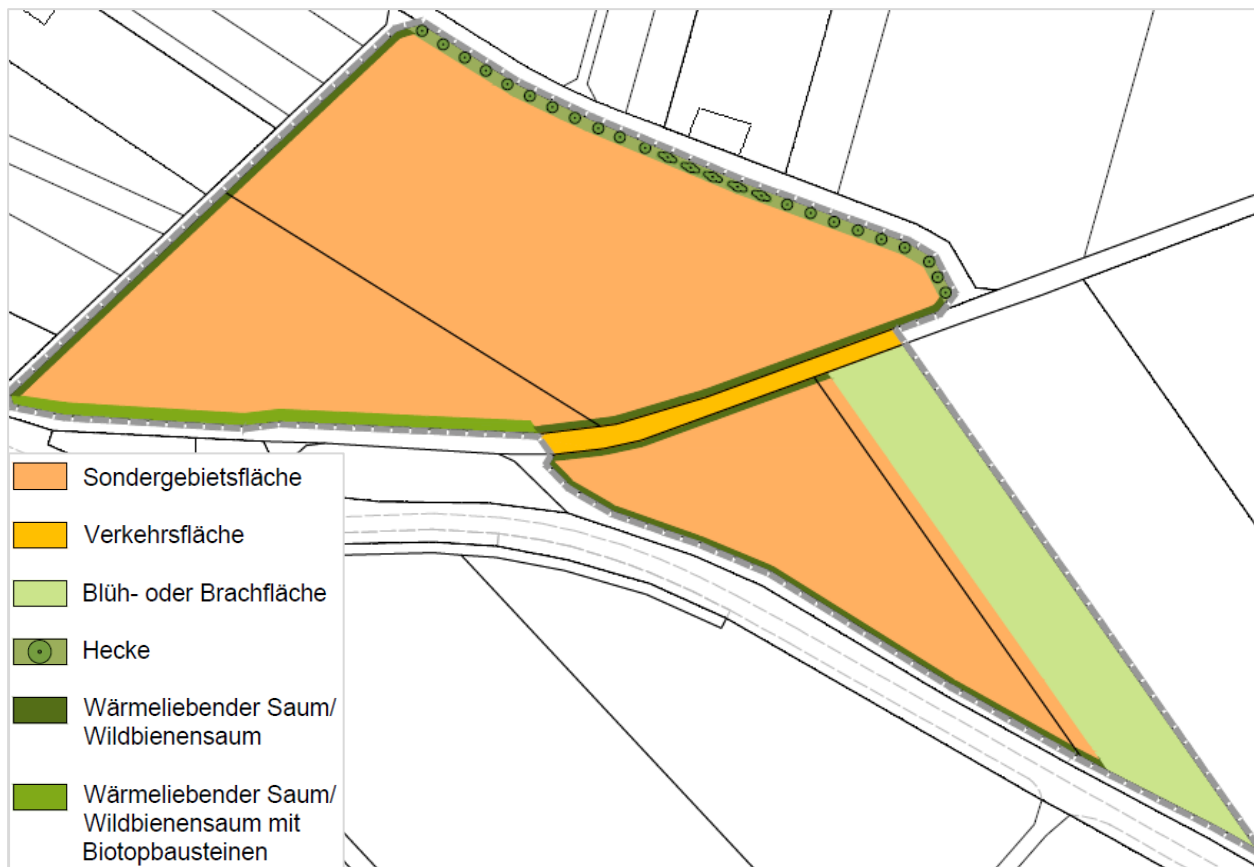 Sondergebietsfläche
Verkehrsfläche
Blüh- oder Brachfläche
Hecke
Wärmeliebender Saum/
Wildbienensaum
Wärmeliebender Saum/
Wildbienensaum mit
Biotopbausteinen